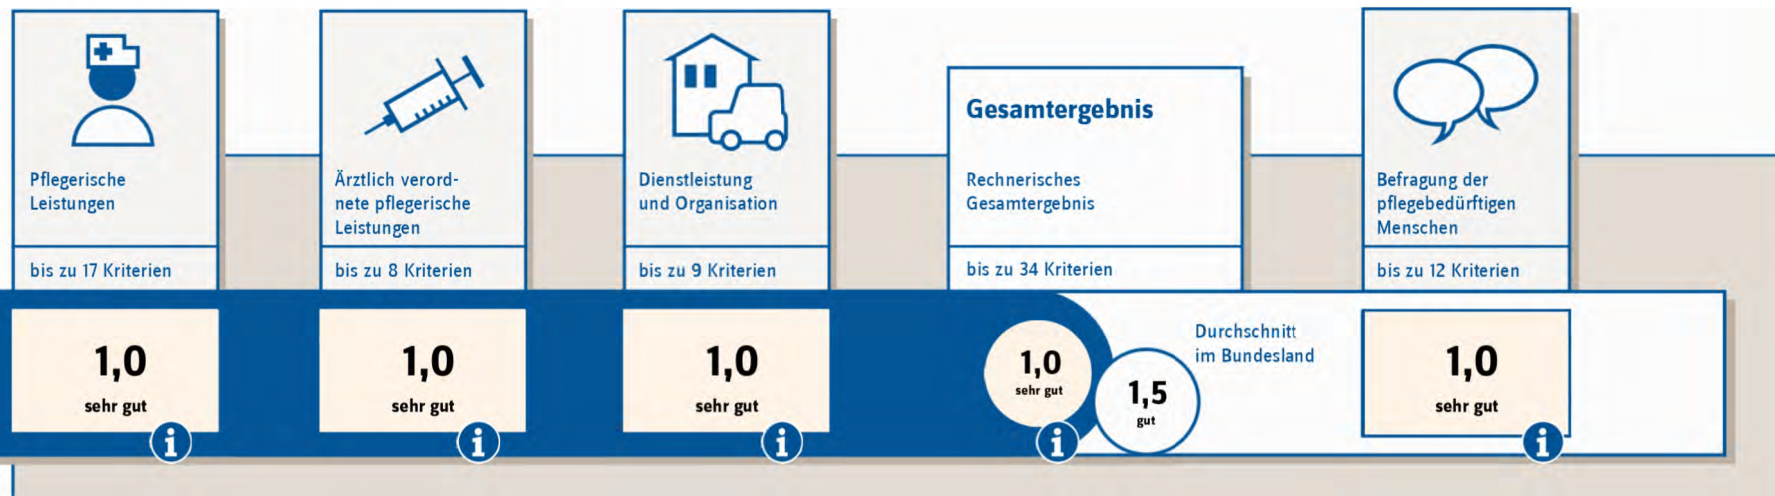 Pflegerische
Leistungen
bis zu 17 Kriterien
1,0
sehr gut
i
Ärztlich verord-
nete pflegerische
Leistungen
bis zu 8 Kriterien
1,0
sehr gut
i
Dienstleistung
und Organisation
bis zu 9 Kriterien
1,0
sehr gut
i
Gesamtergebnis
Rechnerisches
Gesamtergebnis
bis zu 34 Kriterien
1,0
sehr gut
i
1,5
gut
Durchschnitt
im Bundesland
Befragung der
pflegebedürftigen
Menschen
bis zu 12 Kriterien
1,0
sehr gut
i